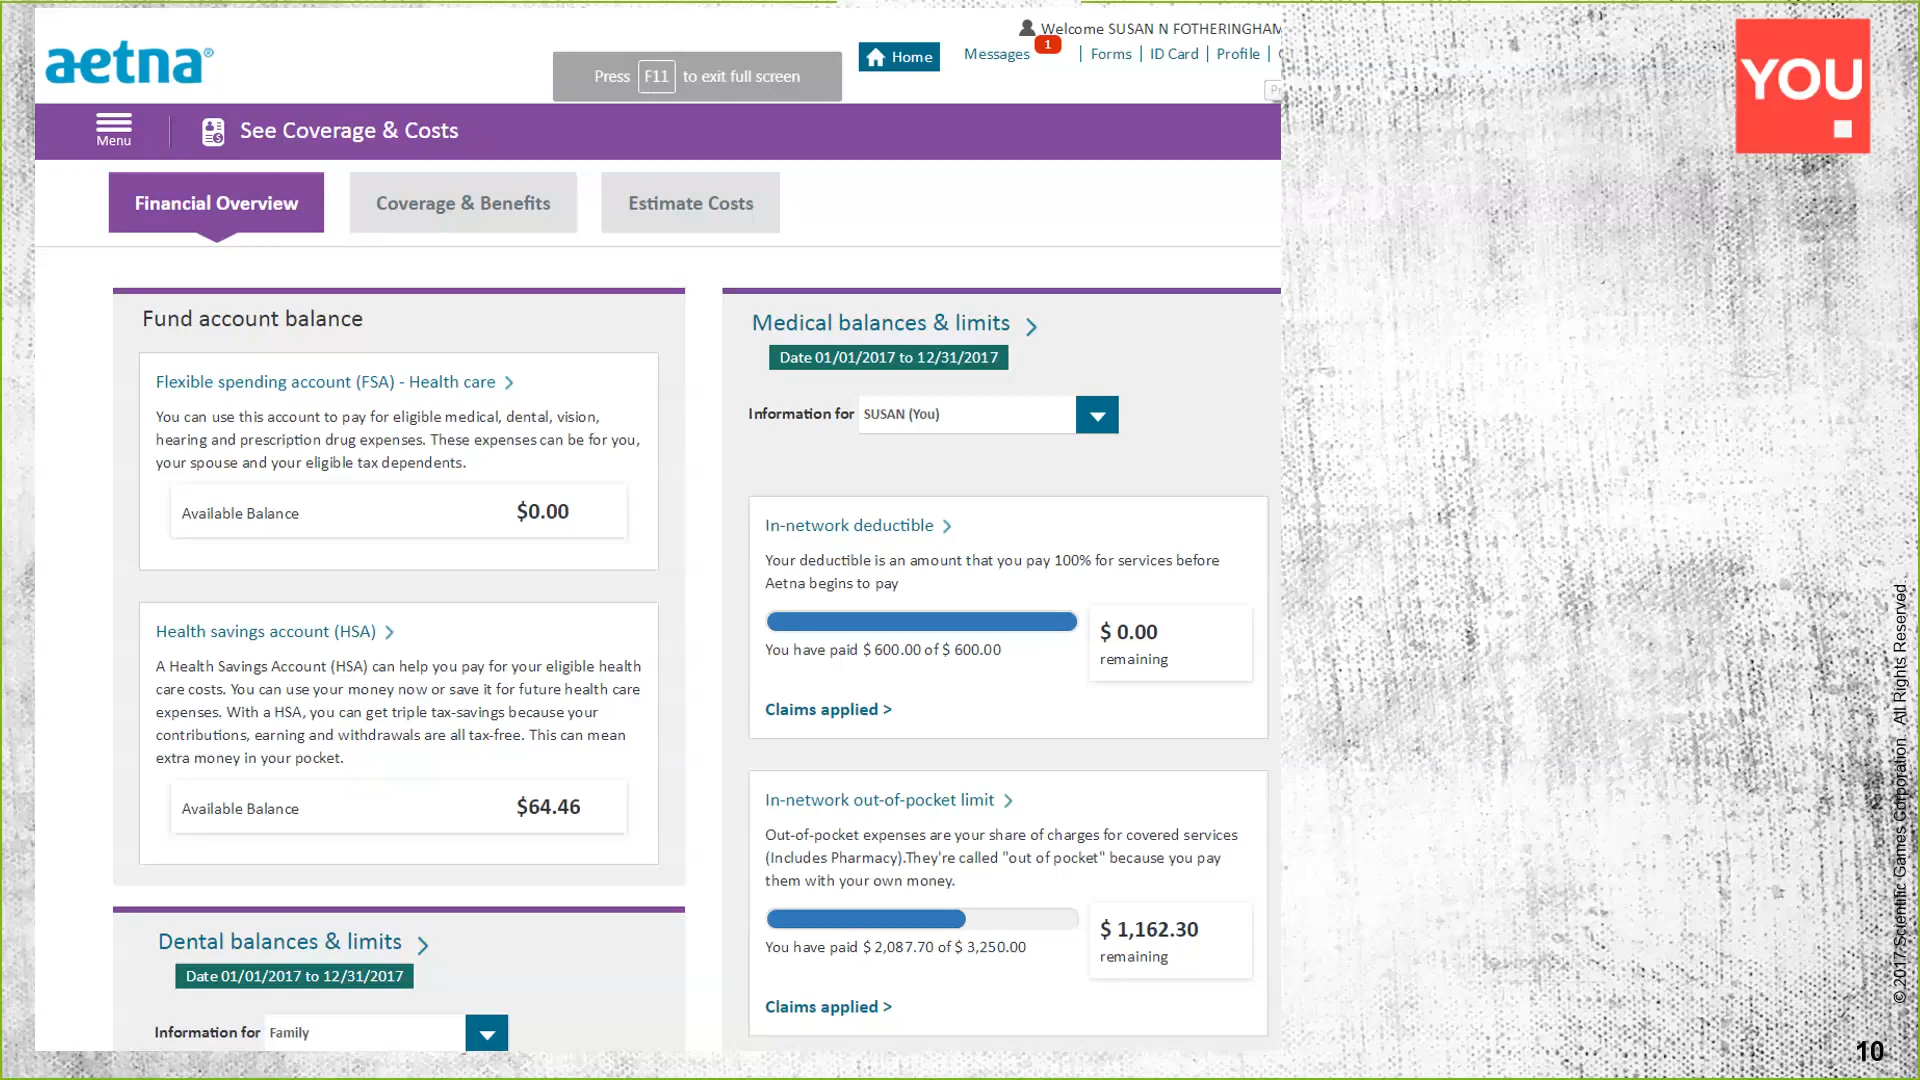 aetna®
Press F11 to exit full screen
Home
Welcome SUSAN N FOTHERINGHAM
Messages 1 | Forms | ID Card | Profile |
YOU
Menu
See Coverage & Costs
Financial Overview
Coverage & Benefits
Estimate Costs
Fund account balance
Flexible spending account (FSA) - Health care >
You can use this account to pay for eligible medical, dental, vision,
hearing and prescription drug expenses. These expenses can be for you,
your spouse and your eligible tax dependents.
Available Balance $0.00
Health savings account (HSA) >
A Health Savings Account (HSA) can help you pay for your eligible health
care costs. You can use your money now or save it for future health care
expenses. With a HSA, you can get triple tax-savings because your
contributions, earning and withdrawals are all tax-free. This can mean
extra money in your pocket.
Available Balance $64.46
Dental balances & limits >
Date 01/01/2017 to 12/31/2017
Information for Family
Medical balances & limits >
Date 01/01/2017 to 12/31/2017
Information for SUSAN (You)
In-network deductible >
Your deductible is an amount that you pay 100% for services before
Aetna begins to pay
You have paid $ 600.00 of $ 600.00
$ 0.00
remaining
Claims applied >
In-network out-of-pocket limit >
Out-of-pocket expenses are your share of charges for covered services
(Includes Pharmacy).They're called "out of pocket" because you pay
them with your own money.
You have paid $ 2,087.70 of $ 3,250.00
$ 1,162.30
remaining
Claims applied >
© 2017 Scientific Games Corporation. All Rights Reserved.
10